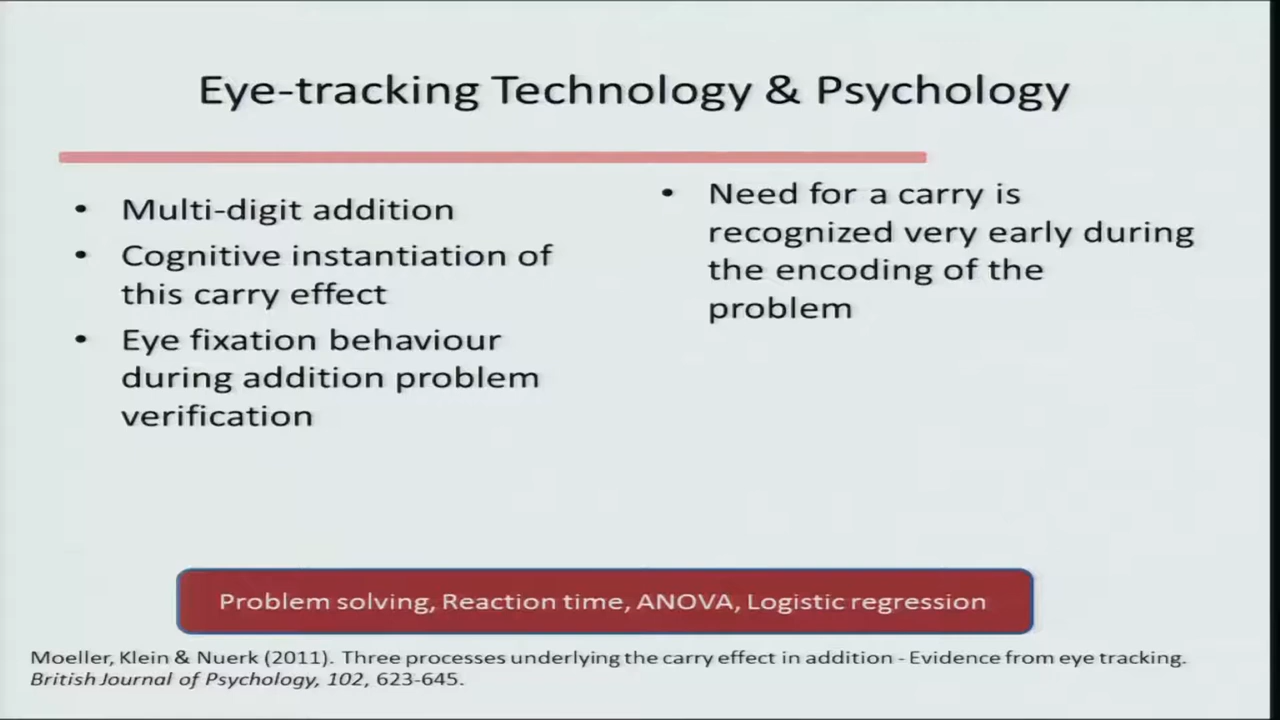 Eye-tracking Technology & Psychology
• Multi-digit addition
• Cognitive instantiation of
this carry effect
• Eye fixation behaviour
during addition problem
verification
• Need for a carry is
recognized very early during
the encoding of the
problem
Problem solving, Reaction time, ANOVA, Logistic regression
Moeller, Klein & Nuerk (2011). Three processes underlying the carry effect in addition - Evidence from eye tracking.
British Journal of Psychology, 102, 623-645.